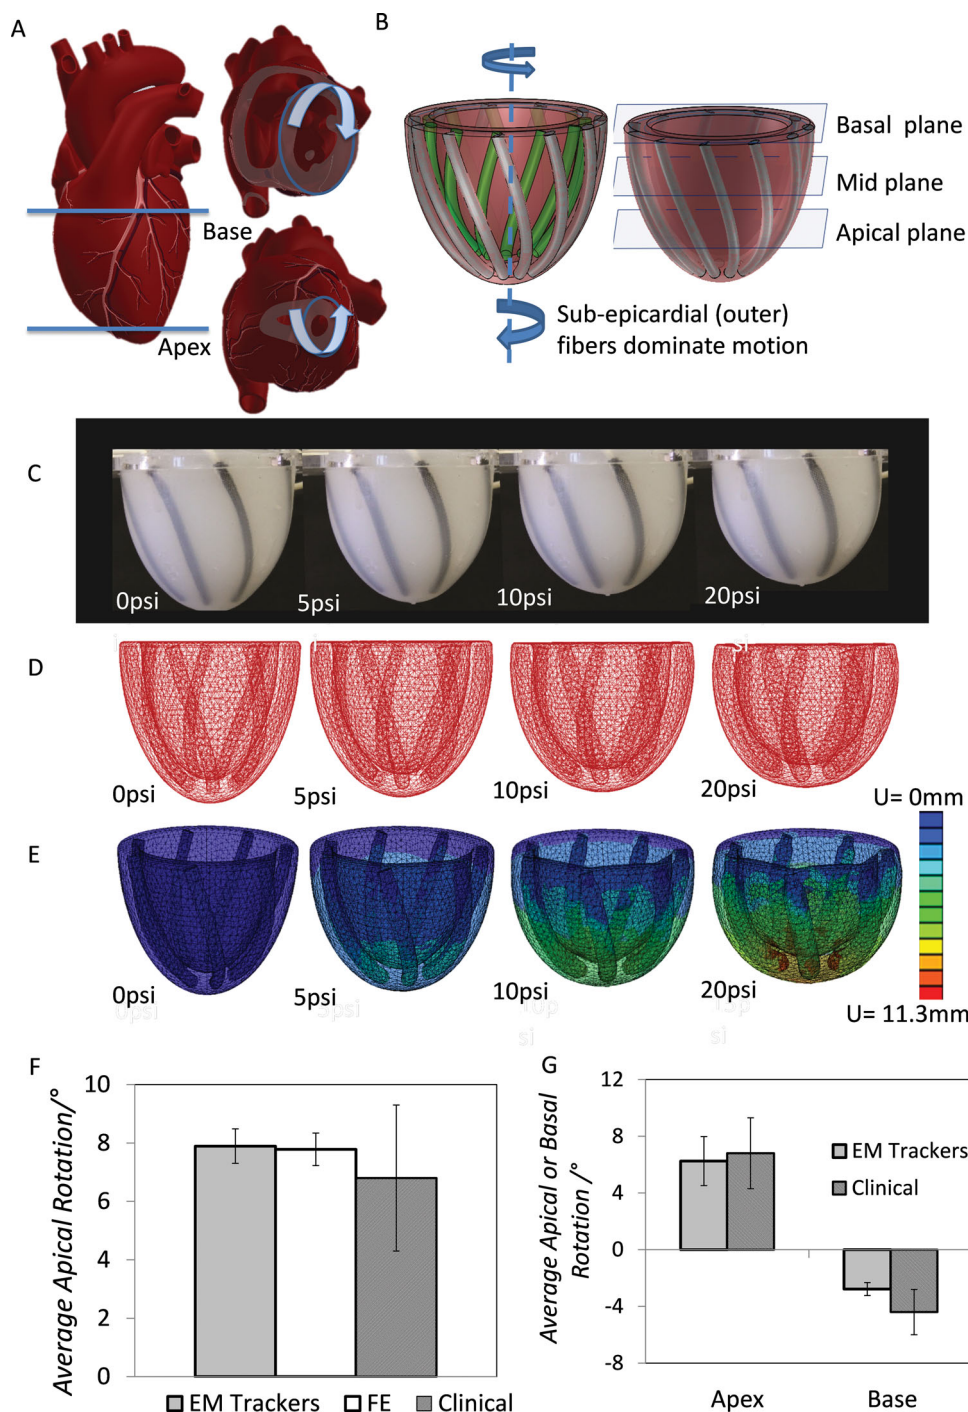 A
B
Base
Apex
Basal plane
Mid plane
Apical plane
Sub-epicardial (outer)
fibers dominate motion
C
0psi
5psi
10psi
20psi
D
0psi
5psi
10psi
20psi
U= 0mm
E
0psi
5psi
10psi
20psi
U= 11.3mm
F
Average Apical Rotation/°
10
8
6
4
2
0
EM Trackers
FE
Clinical
G
Average Apical or Basal
Rotation /°
12
8
4
0
-4
-8
EM Trackers
Clinical
Apex
Base